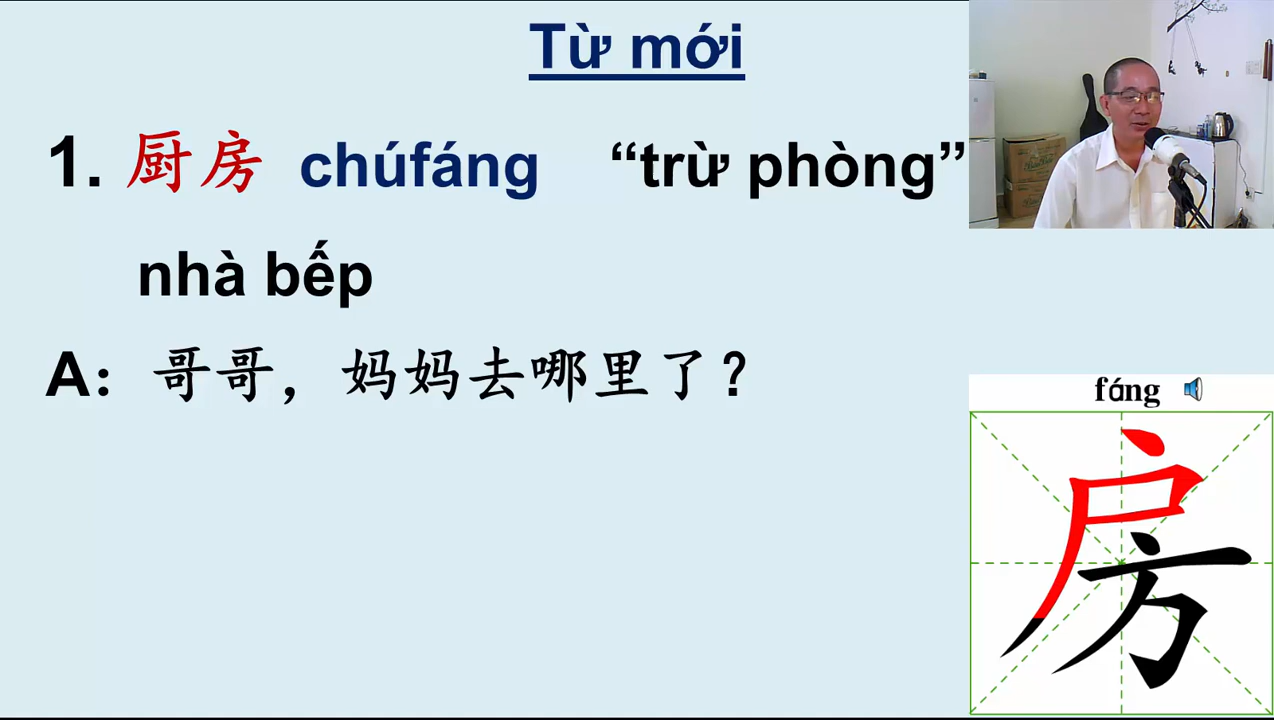 Từ mới
1. 厨房 chúfáng “trừ phòng”
nhà bếp
A：哥哥，妈妈去哪里了？
fáng
房